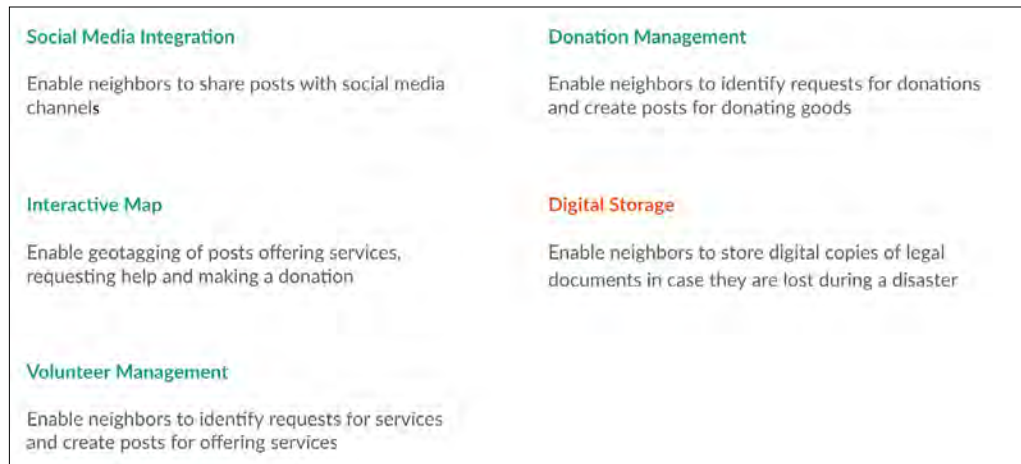 Social Media Integration
Enable neighbors to share posts with social media
channels
Interactive Map
Enable geotagging of posts offering services,
requesting help and making a donation
Volunteer Management
Enable neighbors to identify requests for services
and create posts for offering services
Donation Management
Enable neighbors to identify requests for donations
and create posts for donating goods
Digital Storage
Enable neighbors to store digital copies of legal
documents in case they are lost during a disaster